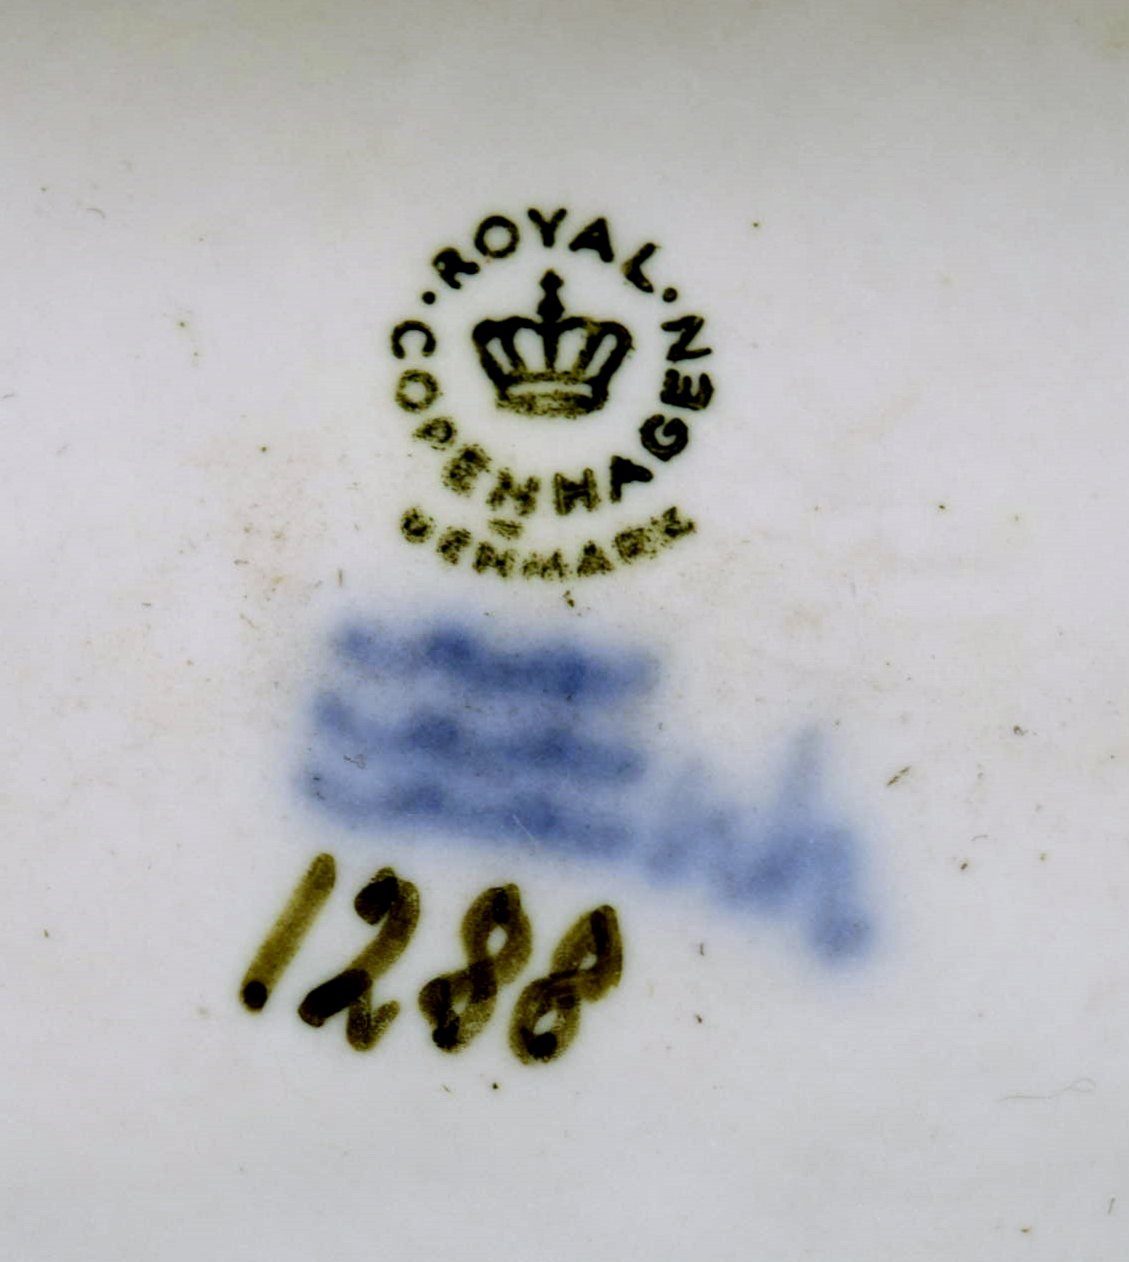 · ROYAL ·
COPENHAGEN
DENMARK
1288